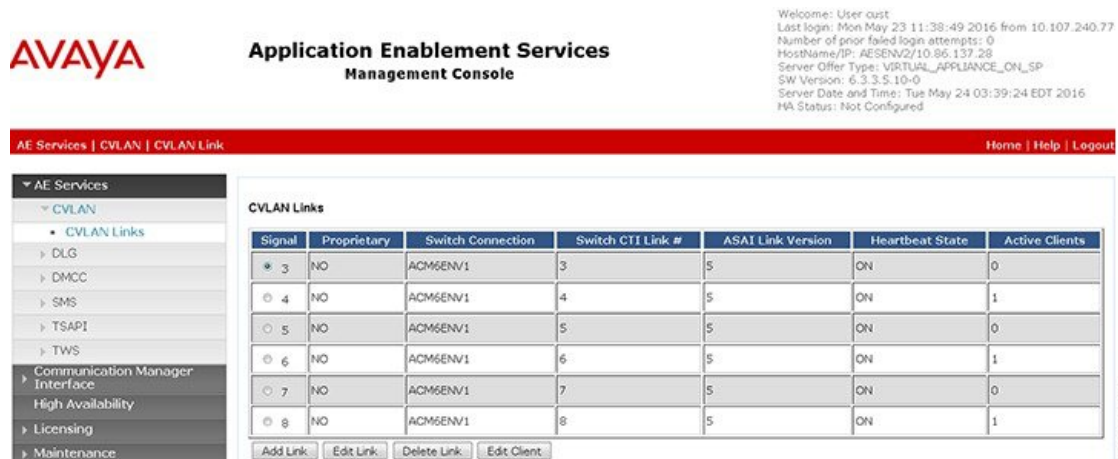 Welcome: User cust
Last login: Mon May 23 11:38:49 2016 from 10.107.240.77
Number of prior failed login attempts: 0
HostName/IP: AESENV2/10.86.137.28
Server Offer Type: VIRTUAL_APPLIANCE_ON_SP
SW Version: 6.3.3.5.10-0
Server Date and Time: Tue May 24 03:39:24 EDT 2016
HA Status: Not Configured
AVAYA
Application Enablement Services
Management Console
AE Services | CVLAN | CVLAN Link
Home | Help | Logout
AE Services
CVLAN
CVLAN Links
DLG
DMCC
SMS
TSAPI
TWS
Communication Manager
Interface
High Availability
Licensing
Maintenance
CVLAN Links
Signal Proprietary Switch Connection Switch CTI Link # ASAI Link Version Heartbeat State Active Clients
3 NO ACM6ENV1 3 5 ON 0
4 NO ACM6ENV1 4 5 ON 1
5 NO ACM6ENV1 5 5 ON 0
6 NO ACM6ENV1 6 5 ON 1
7 NO ACM6ENV1 7 5 ON 0
8 NO ACM6ENV1 8 5 ON 1
Add Link Edit Link Delete Link Edit Client